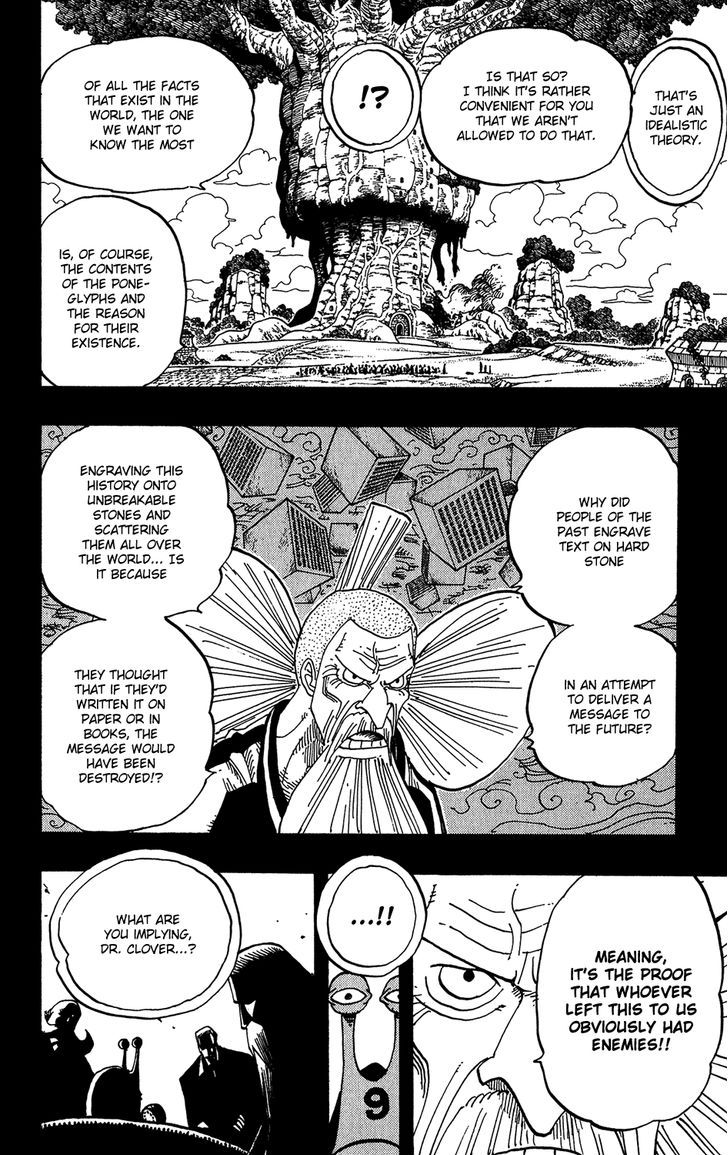 THAT'S
JUST AN
IDEALISTIC
THEORY.
IS THAT SO?
I THINK IT'S RATHER
CONVENIENT FOR YOU
THAT WE AREN'T
ALLOWED TO DO THAT.
!?
OF ALL THE FACTS
THAT EXIST IN THE
WORLD, THE ONE
WE WANT TO
KNOW THE MOST
IS, OF COURSE,
THE CONTENTS
OF THE PONE-
GLYPHS AND
THE REASON
FOR THEIR
EXISTENCE.
WHY DID
PEOPLE OF THE
PAST ENGRAVE
TEXT ON HARD
STONE
IN AN ATTEMPT
TO DELIVER A
MESSAGE TO
THE FUTURE?
ENGRAVING THIS
HISTORY ONTO
UNBREAKABLE
STONES AND
SCATTERING
THEM ALL OVER
THE WORLD... IS
IT BECAUSE
THEY THOUGHT
THAT IF THEY'D
WRITTEN IT ON
PAPER OR IN
BOOKS, THE
MESSAGE WOULD
HAVE BEEN
DESTROYED!?
MEANING,
IT'S THE PROOF
THAT WHOEVER
LEFT THIS TO US
OBVIOUSLY HAD
ENEMIES!!
...!!
9
WHAT ARE
YOU IMPLYING,
DR. CLOVER...?